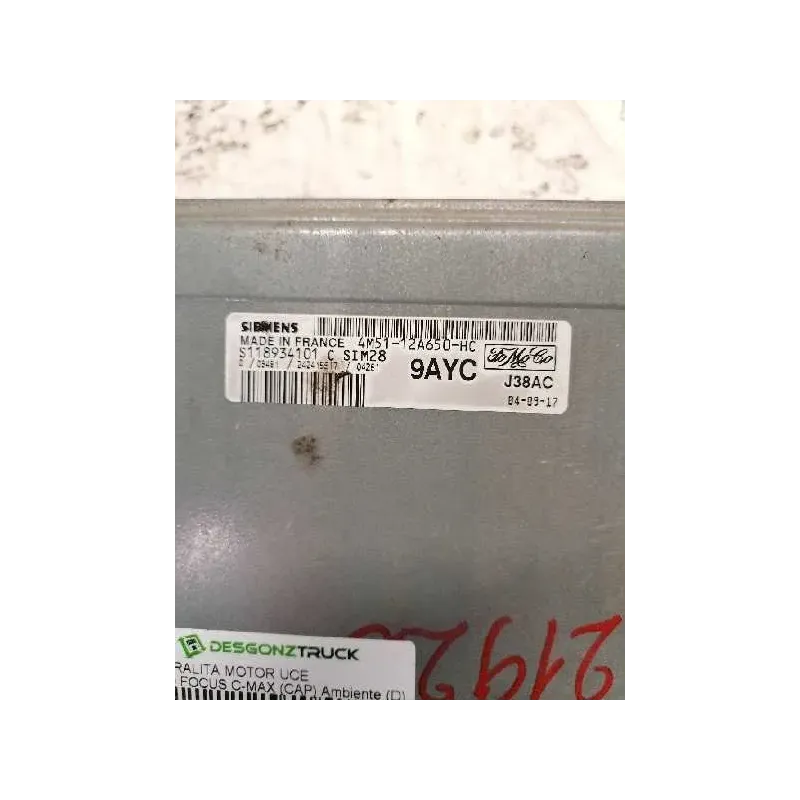 SIEMENS
MADE IN FRANCE 4M51-12A650-HC
S118934101 C SIM28
9AYC
FoMoCo
J38AC
04-09-17
DESGONZTRUCK
RALITA MOTOR UCE
FOCUS C-MAX (CAP) Ambiente (D)